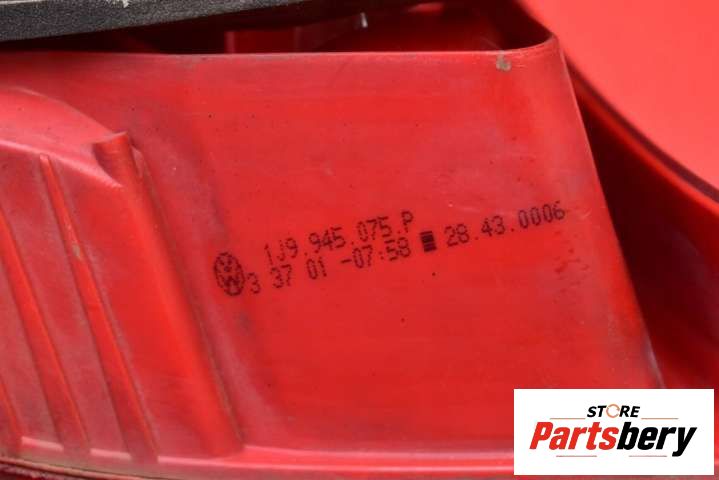 1J9.945.075.P
3 37 01 -07:58 28.43.0006
STORE
Partsbery